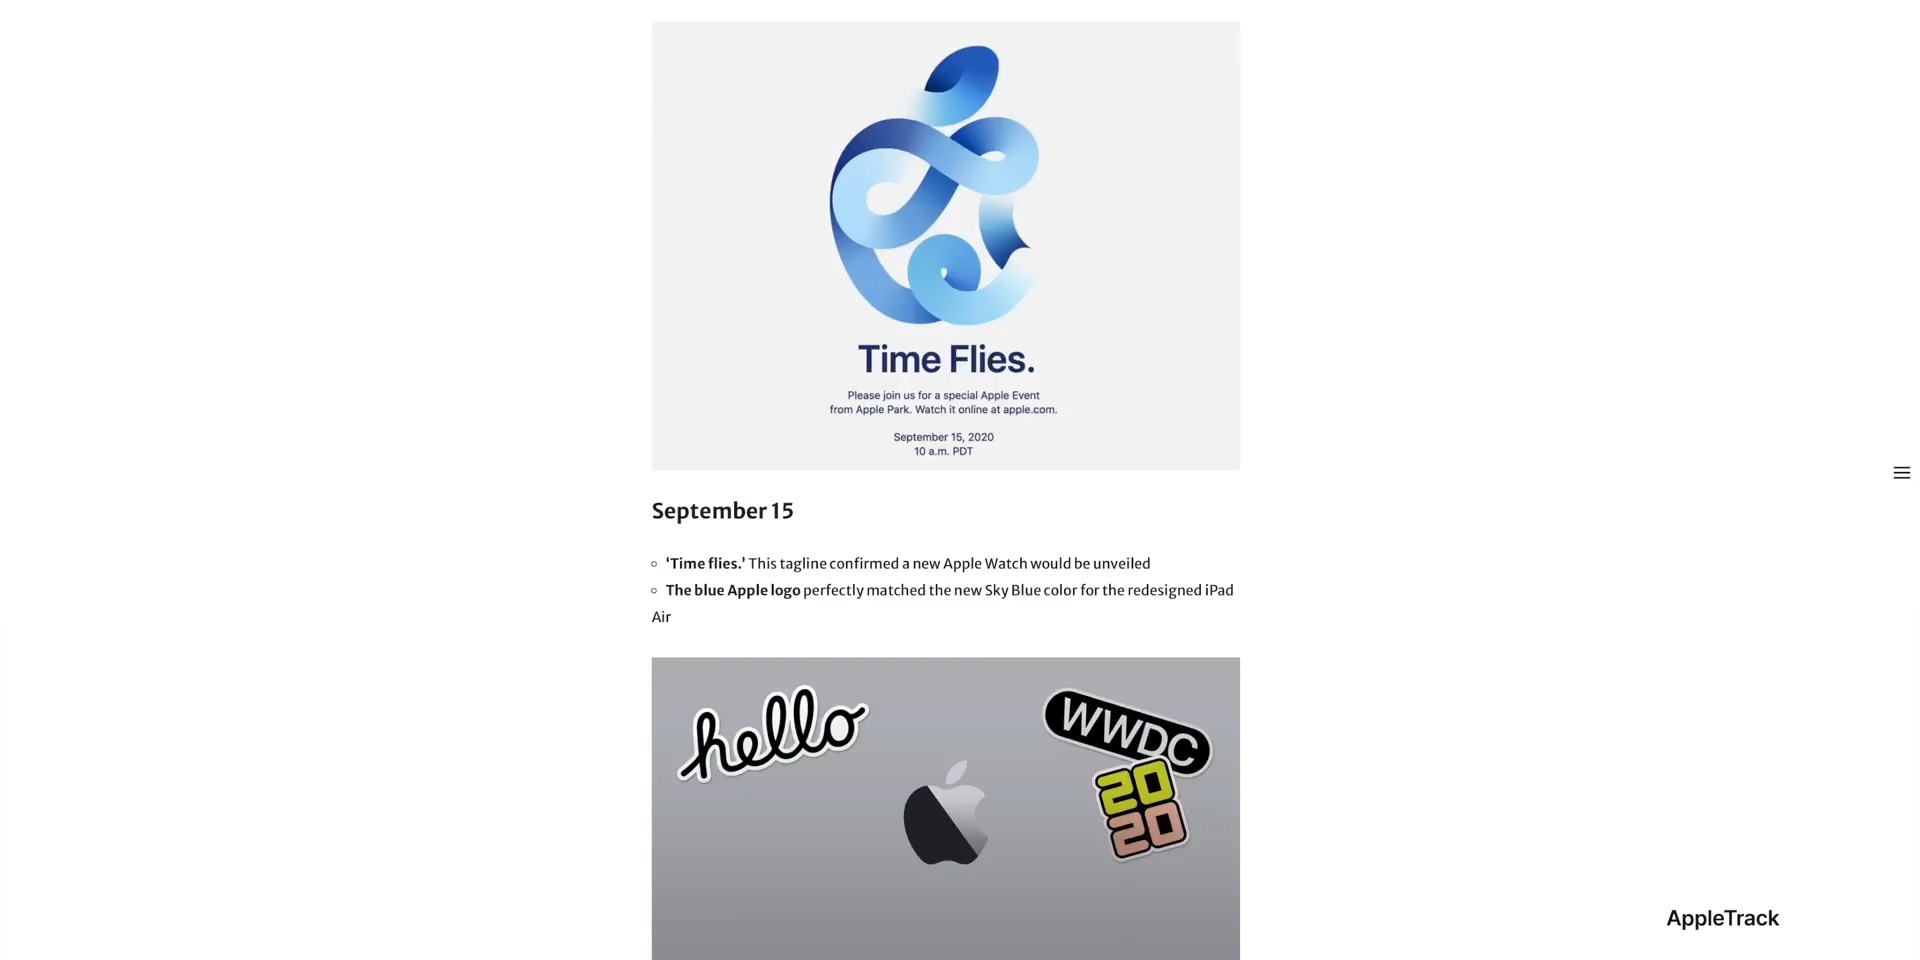 Time Flies.
Please join us for a special Apple Event
from Apple Park. Watch it online at apple.com.
September 15, 2020
10 a.m. PDT
September 15
‘Time flies.’ This tagline confirmed a new Apple Watch would be unveiled
The blue Apple logo perfectly matched the new Sky Blue color for the redesigned iPad
Air
hello
WWDC
20
20
AppleTrack